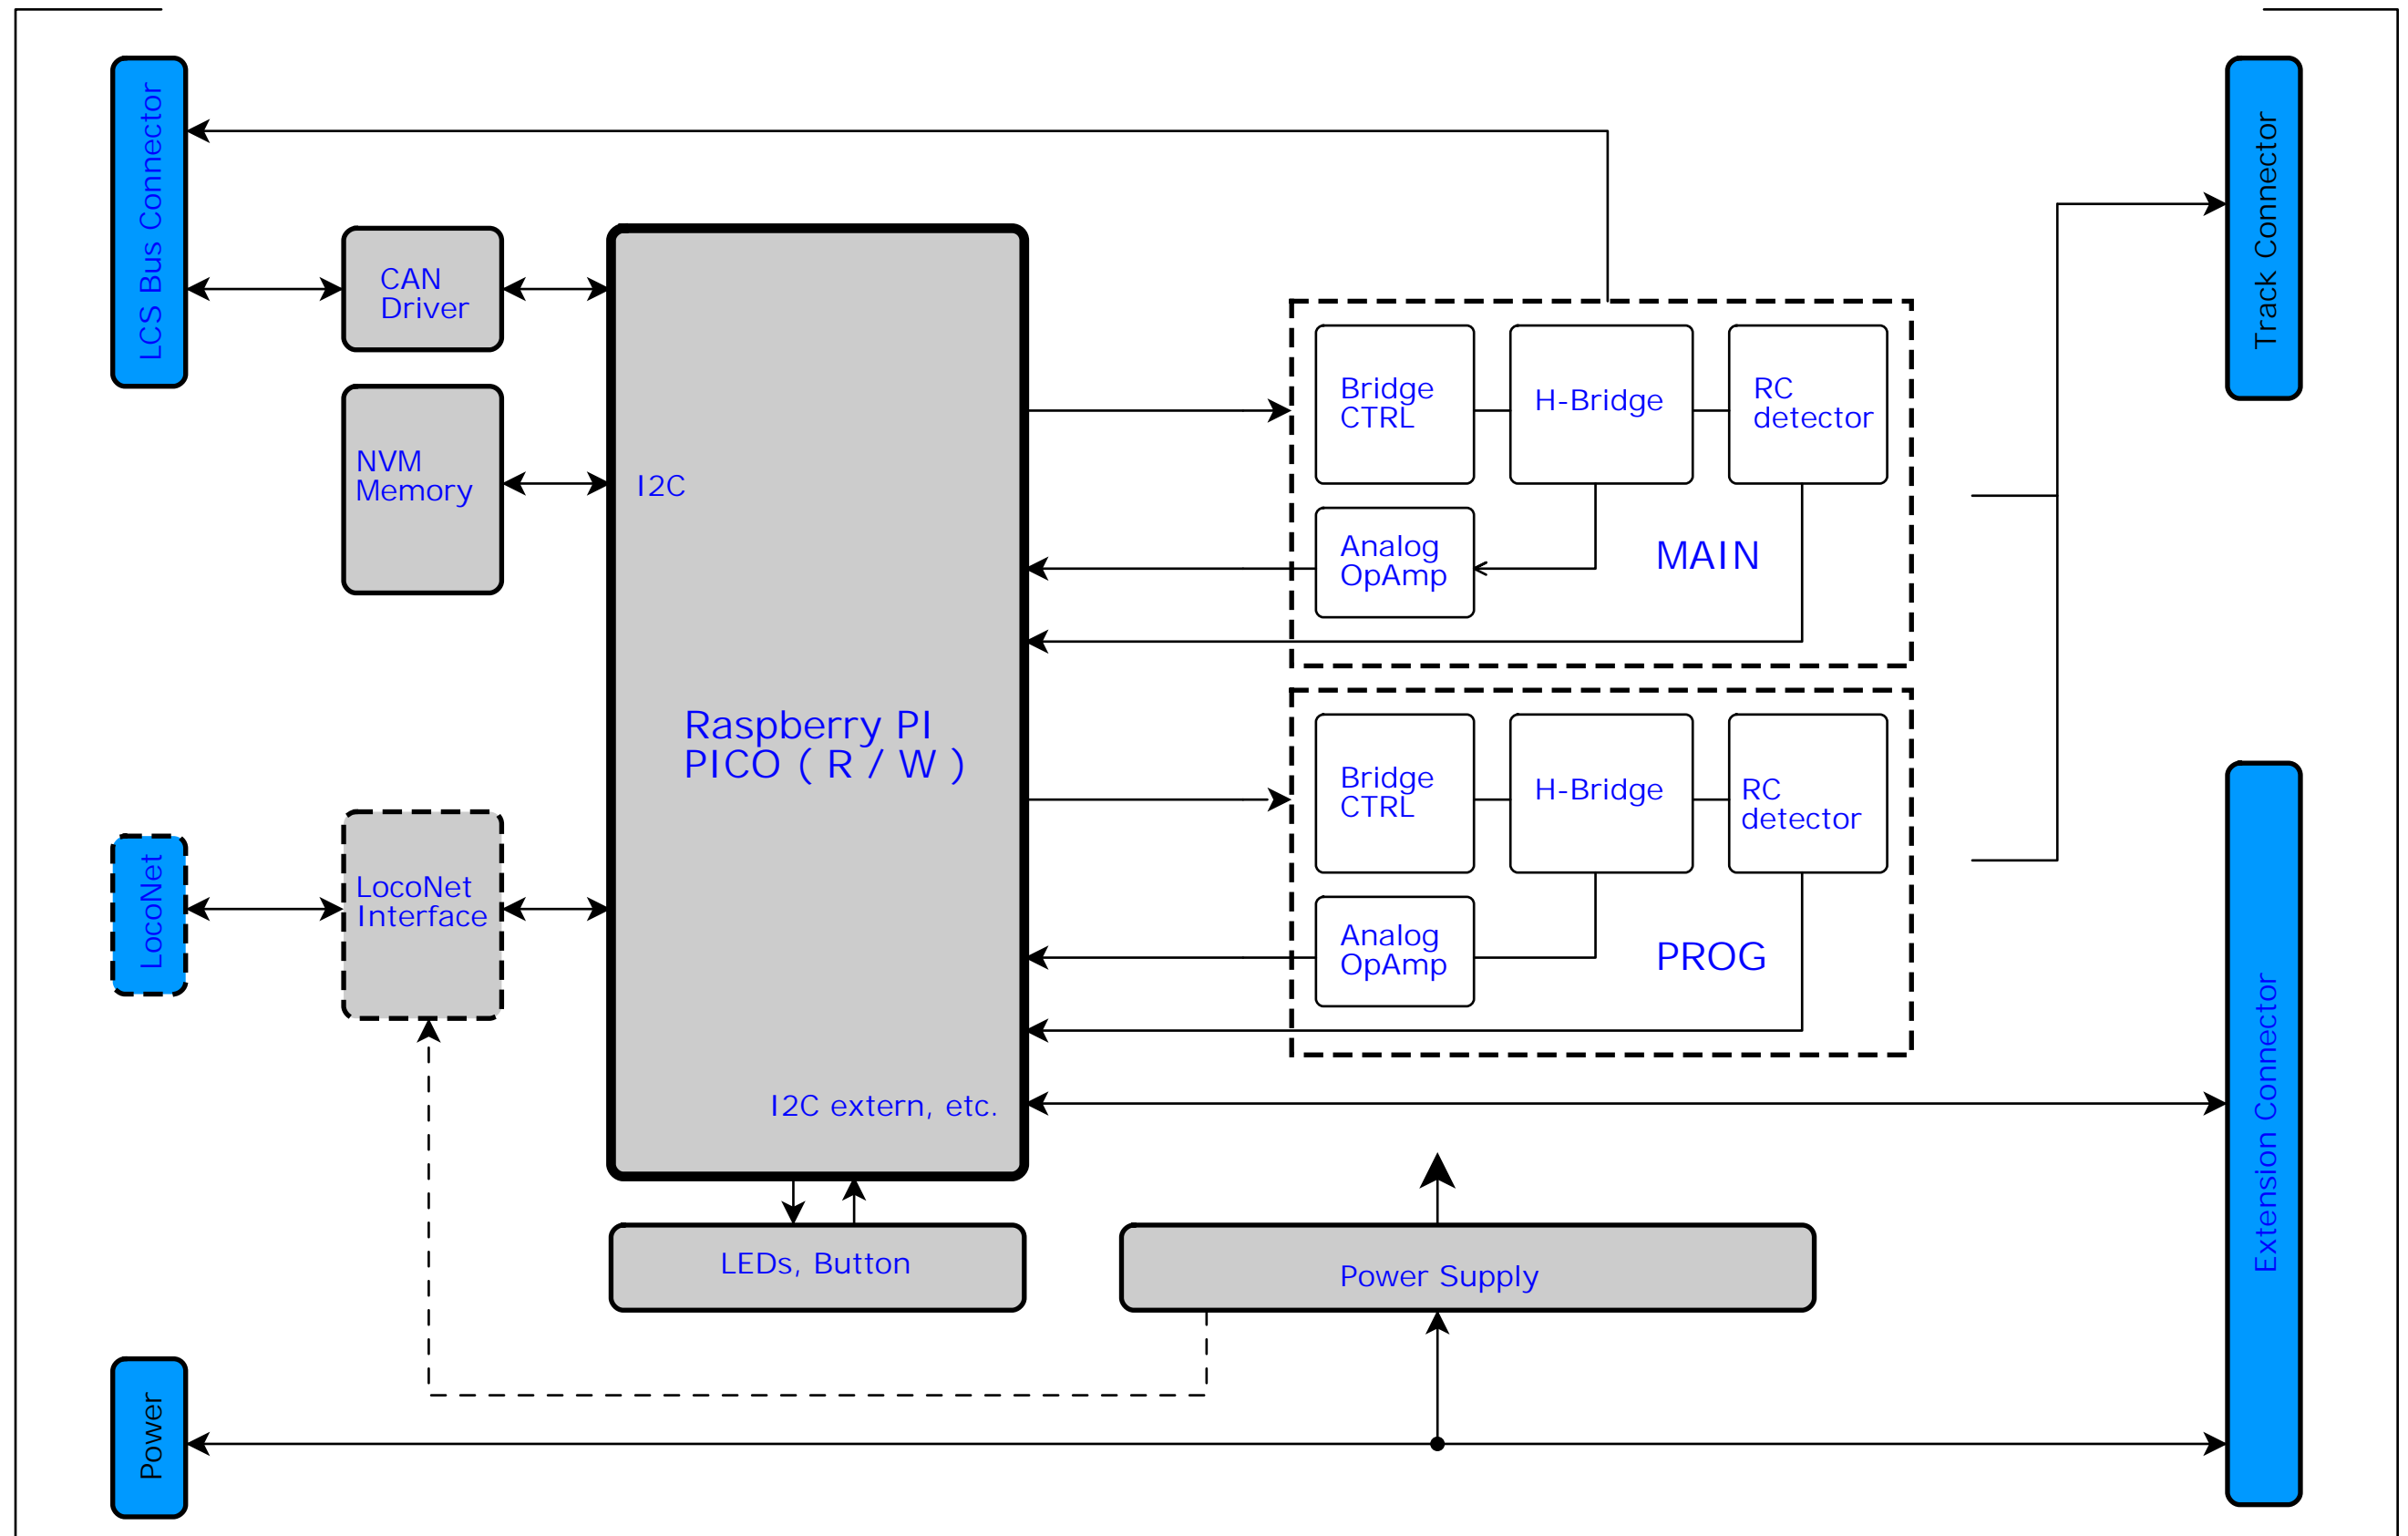 LCS Bus Connector
Track Connector
CAN
Driver
NVM
Memory
I2C
Bridge
CTRL
H-Bridge
RC
detector
Analog
OpAmp
MAIN
Raspberry PI
PICO ( R / W )
Bridge
CTRL
H-Bridge
RC
detector
Analog
OpAmp
PROG
LocoNet
LocoNet
Interface
I2C extern, etc.
Extension Connector
LEDs, Button
Power Supply
Power